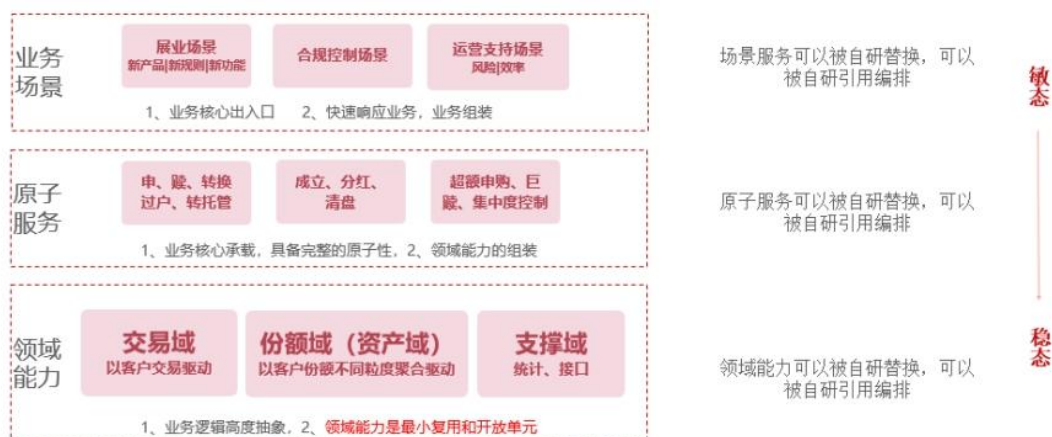 业务
场景
展业场景
新产品|新规则|新功能
合规控制场景
运营支持场景
风险|效率
1、业务核心出入口 2、快速响应业务，业务组装
场景服务可以被自研替换，可以
被自研引用编排
敏态
原子
服务
申、赎、转换
过户、转托管
成立、分红、
清盘
超额申购、巨
赎、集中度控制
1、业务核心承载，具备完整的原子性，2、领域能力的组装
原子服务可以被自研替换，可以
被自研引用编排
领域
能力
交易域
以客户交易驱动
份额域（资产域）
以客户份额不同粒度聚合驱动
支撑域
统计、接口
1、业务逻辑高度抽象，2、领域能力是最小复用和开放单元
领域能力可以被自研替换，可以
被自研引用编排
稳态